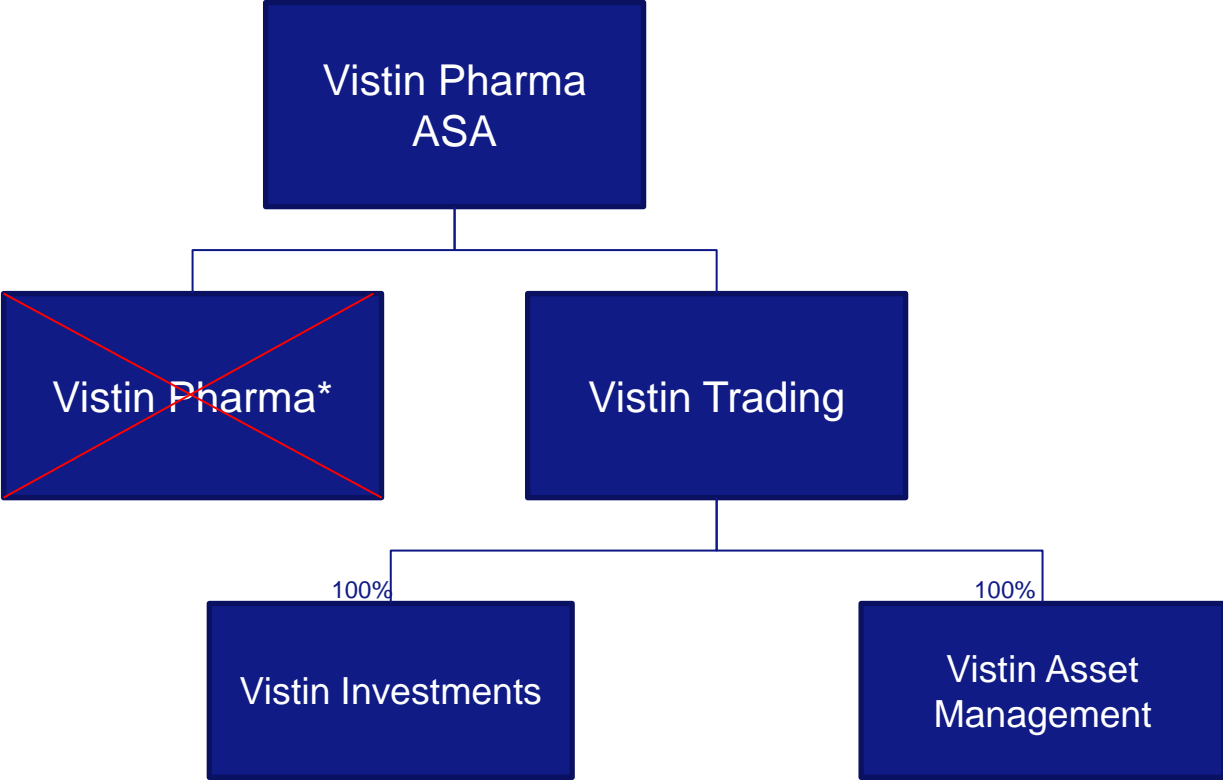 Vistin Pharma
ASA
Vistin Pharma*
Vistin Trading
100%
100%
Vistin Investments
Vistin Asset
Management